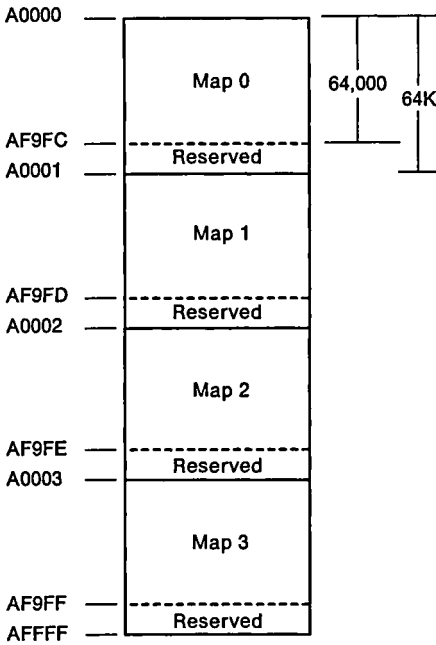 A0000
Map 0
64,000
64K
AF9FC
Reserved
A0001
Map 1
AF9FD
Reserved
A0002
Map 2
AF9FE
Reserved
A0003
Map 3
AF9FF
Reserved
AFFFF